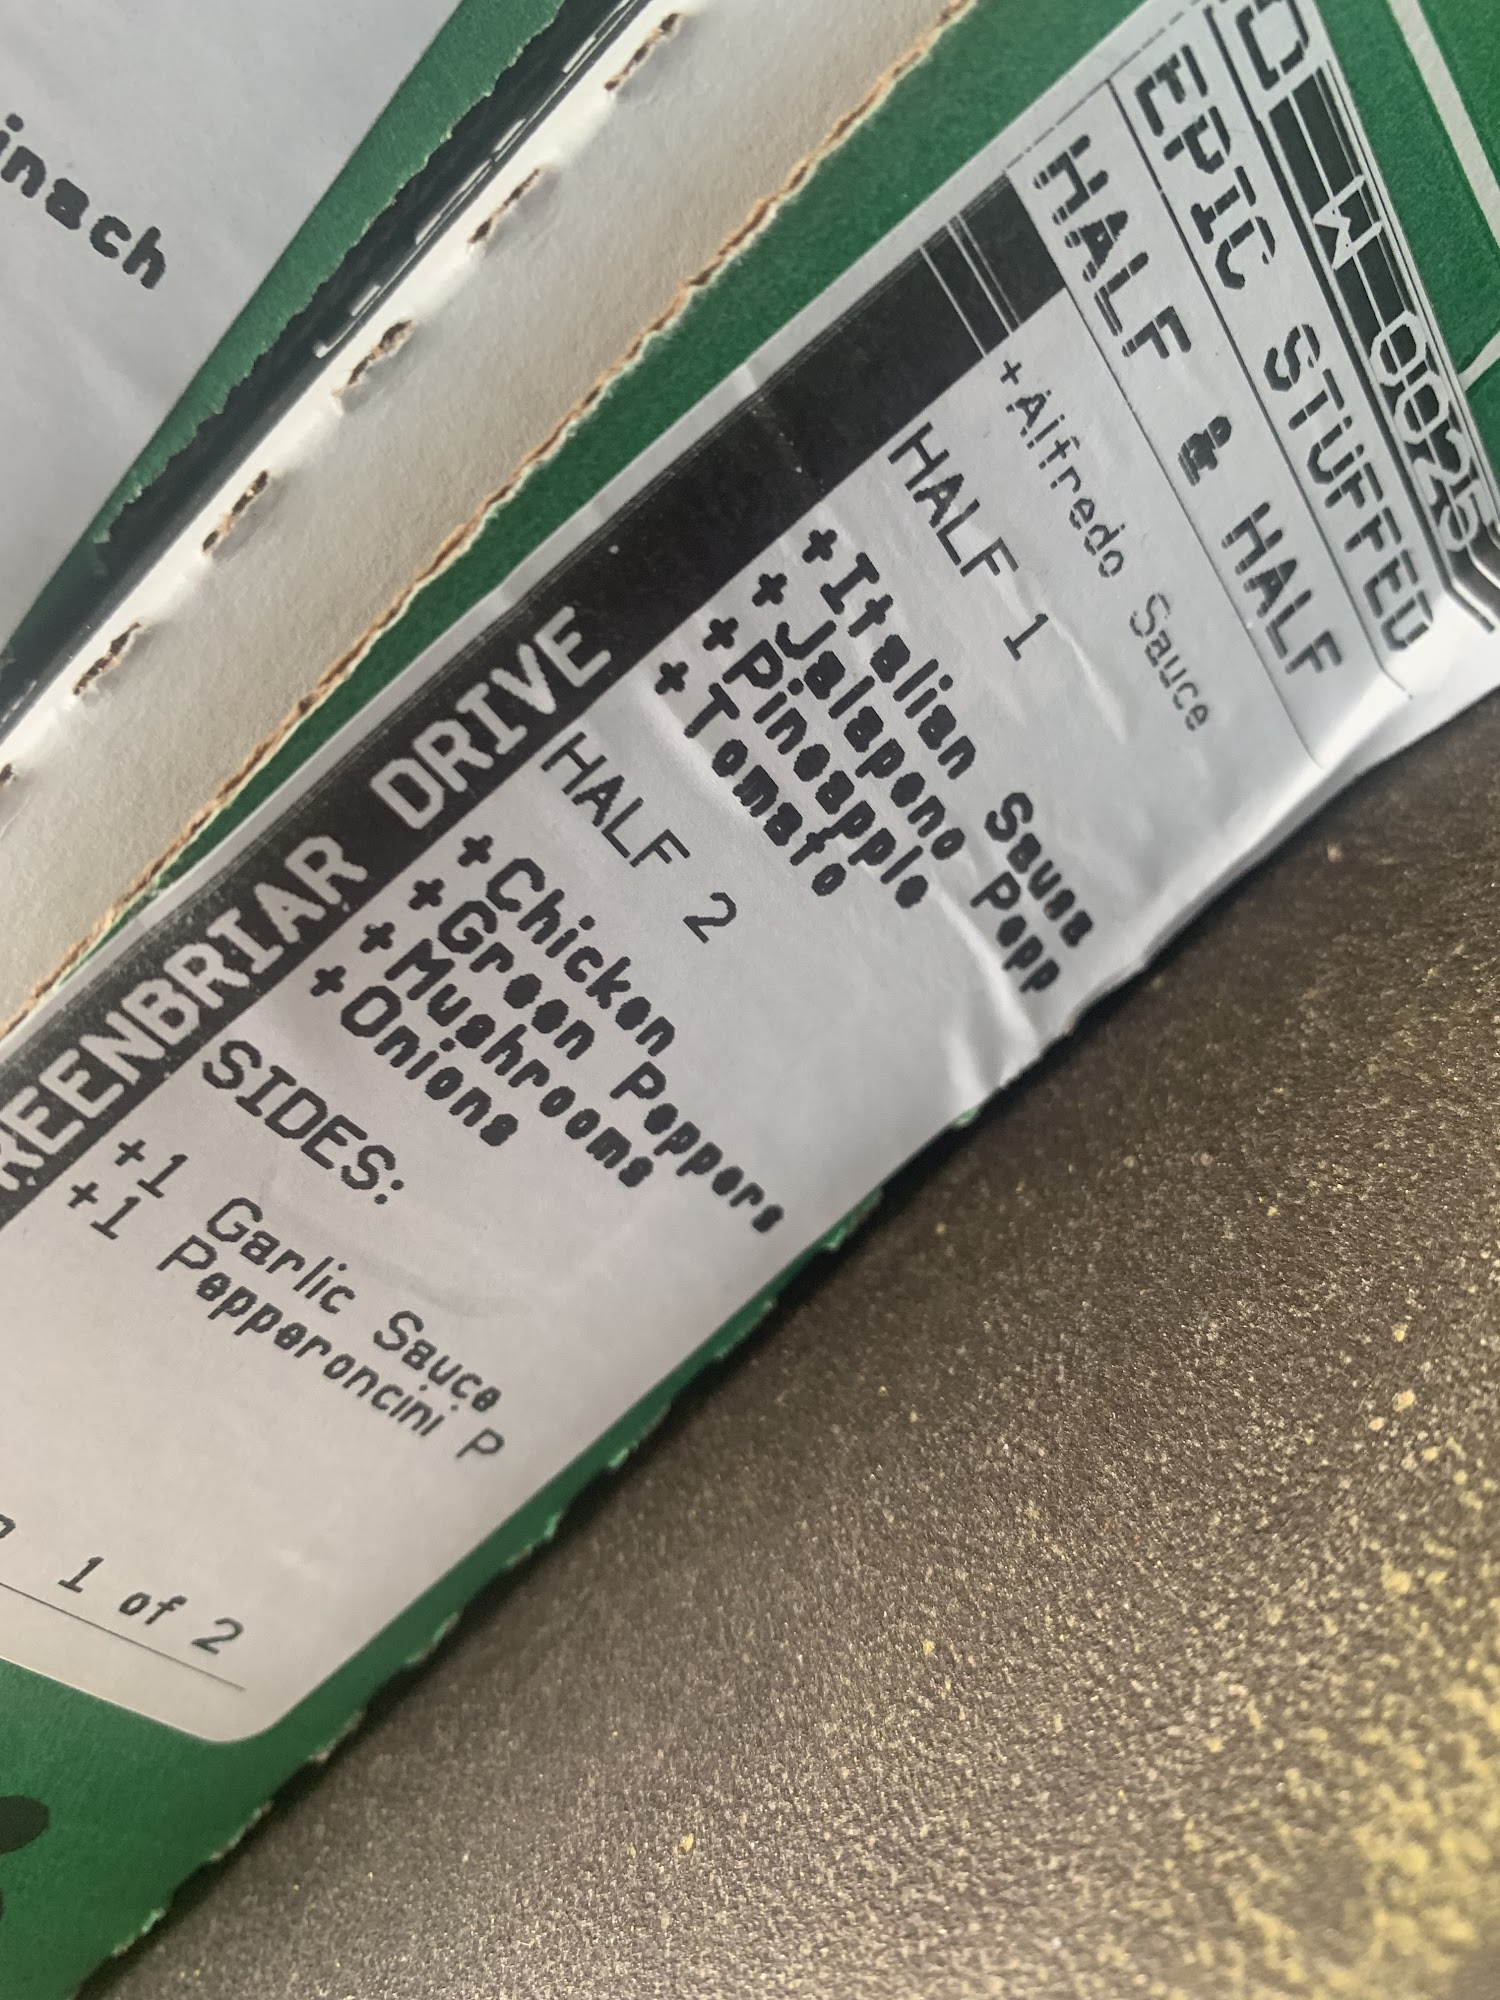 inach
EPIC STUFFED
HALF & HALF
+Alfredo Sauce
HALF 1
+Italian Saus
+Jalapeno Pepp
+Pineapple
+Tomato
HALF 2
+Chicken
+Green Peppers
+Mushrooms
+Onions
REENBRIAR DRIVE
SIDES:
+1 Garlic Sauce
+1 Pepperoncini P
1 of 2